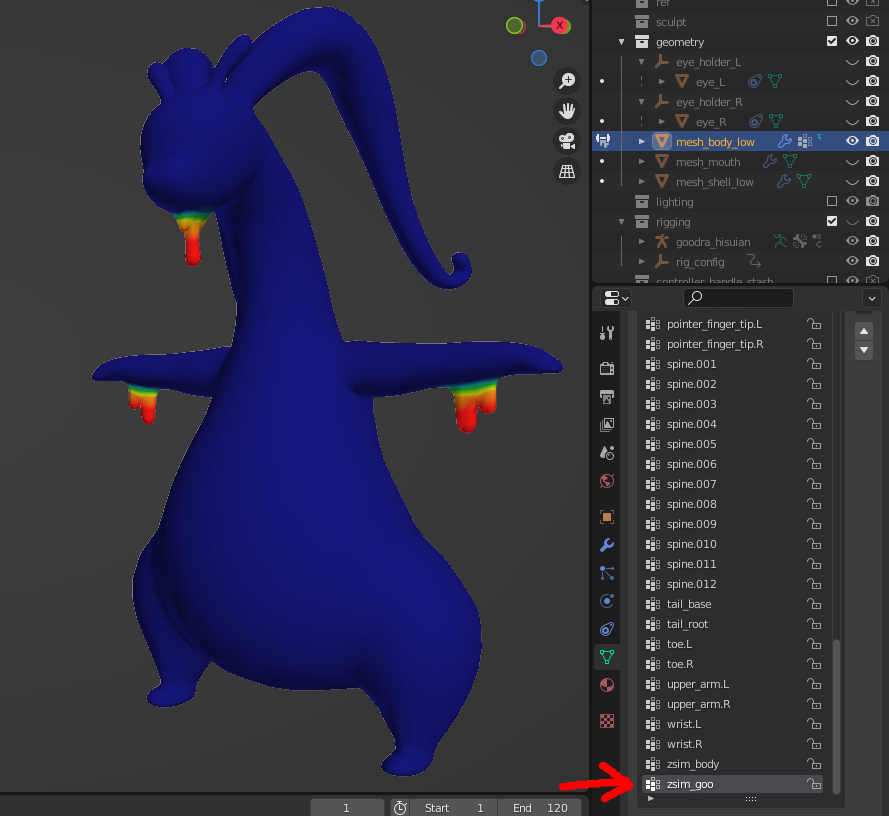 X
ref
sculpt
geometry
eye_holder_L
eye_L
eye_holder_R
eye_R
mesh_body_low
mesh_mouth
mesh_shell_low
lighting
rigging
goodra_hisuian
rig_config
controller_handle_stash
pointer_finger_tip.L
pointer_finger_tip.R
spine.001
spine.002
spine.003
spine.004
spine.005
spine.006
spine.007
spine.008
spine.009
spine.010
spine.011
spine.012
tail_base
tail_root
toe.L
toe.R
upper_arm.L
upper_arm.R
wrist.L
wrist.R
zsim_body
zsim_goo
1 Start 1 End 120